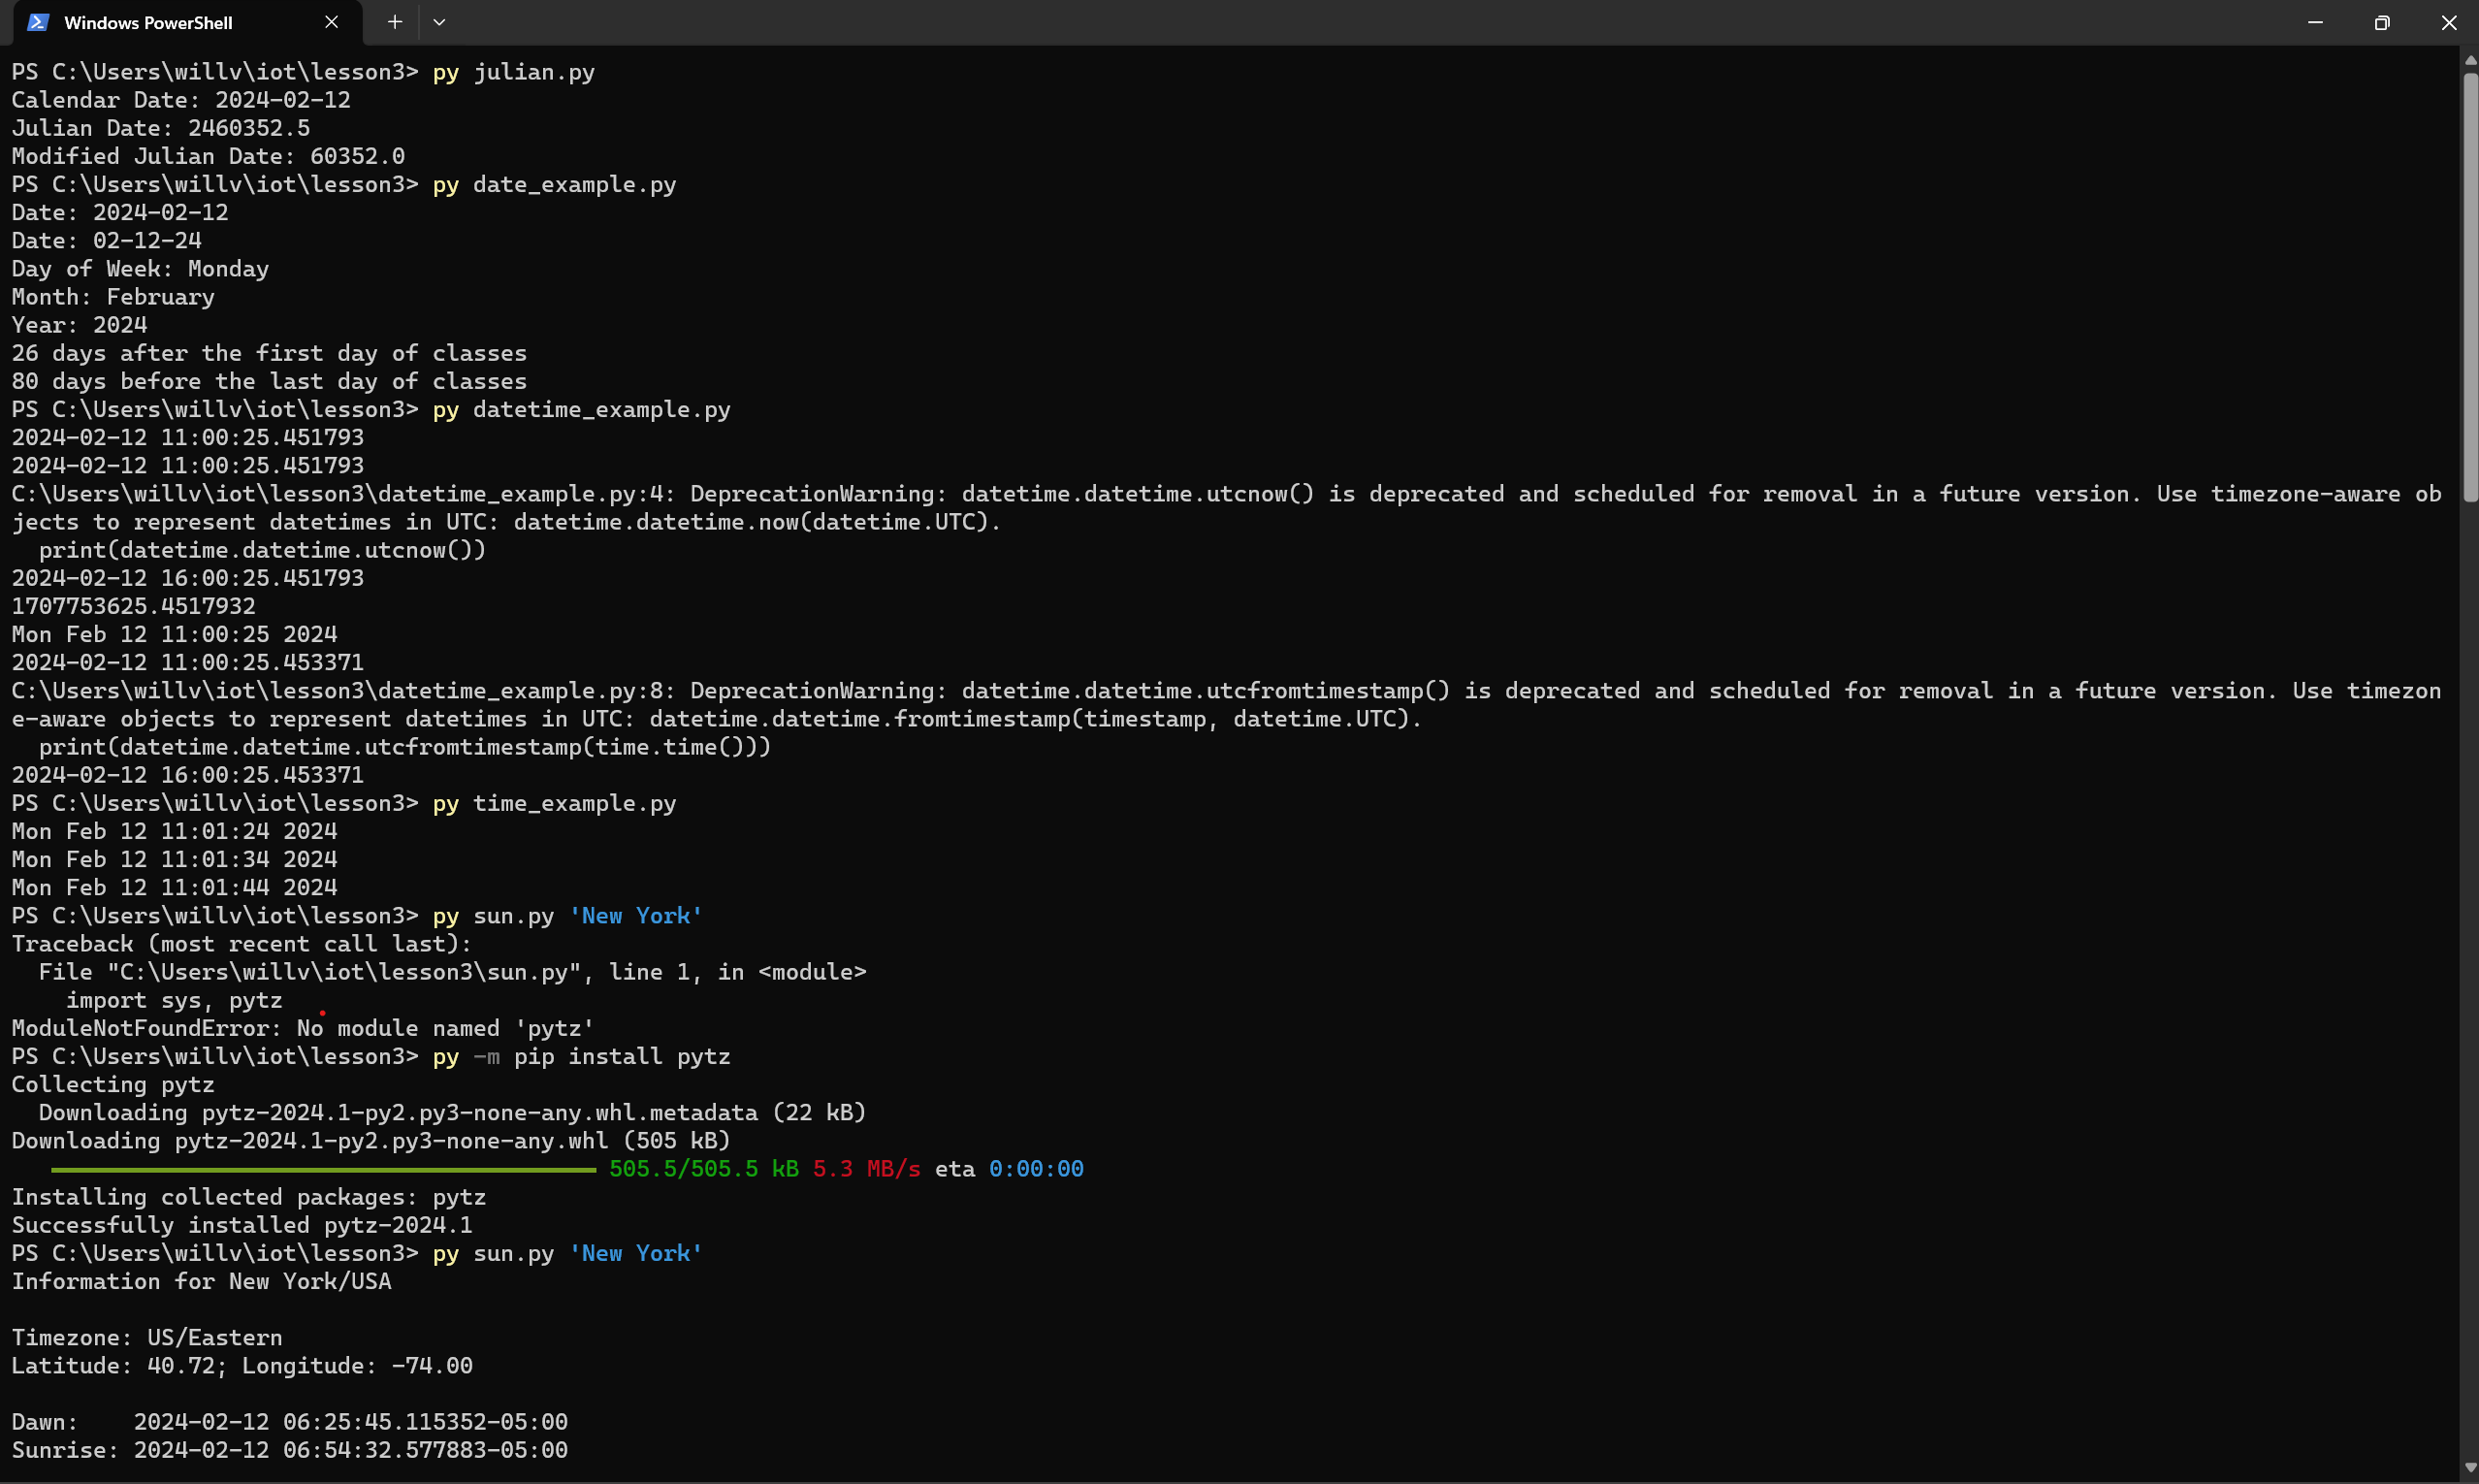 Windows PowerShell
PS C:\Users\willv\iot\lesson3> py julian.py
Calendar Date: 2024-02-12
Julian Date: 2460352.5
Modified Julian Date: 60352.0
PS C:\Users\willv\iot\lesson3> py date_example.py
Date: 2024-02-12
Date: 02-12-24
Day of Week: Monday
Month: February
Year: 2024
26 days after the first day of classes
80 days before the last day of classes
PS C:\Users\willv\iot\lesson3> py datetime_example.py
2024-02-12 11:00:25.451793
2024-02-12 11:00:25.451793
C:\Users\willv\iot\lesson3\datetime_example.py:4: DeprecationWarning: datetime.datetime.utcnow() is deprecated and scheduled for removal in a future version. Use timezone-aware ob
jects to represent datetimes in UTC: datetime.datetime.now(datetime.UTC).
  print(datetime.datetime.utcnow())
2024-02-12 16:00:25.451793
1707753625.4517932
Mon Feb 12 11:00:25 2024
2024-02-12 11:00:25.453371
C:\Users\willv\iot\lesson3\datetime_example.py:8: DeprecationWarning: datetime.datetime.utcfromtimestamp() is deprecated and scheduled for removal in a future version. Use timezon
e-aware objects to represent datetimes in UTC: datetime.datetime.fromtimestamp(timestamp, datetime.UTC).
  print(datetime.datetime.utcfromtimestamp(time.time()))
2024-02-12 16:00:25.453371
PS C:\Users\willv\iot\lesson3> py time_example.py
Mon Feb 12 11:01:24 2024
Mon Feb 12 11:01:34 2024
Mon Feb 12 11:01:44 2024
PS C:\Users\willv\iot\lesson3> py sun.py 'New York'
Traceback (most recent call last):
  File "C:\Users\willv\iot\lesson3\sun.py", line 1, in <module>
    import sys, pytz
ModuleNotFoundError: No module named 'pytz'
PS C:\Users\willv\iot\lesson3> py -m pip install pytz
Collecting pytz
  Downloading pytz-2024.1-py2.py3-none-any.whl.metadata (22 kB)
Downloading pytz-2024.1-py2.py3-none-any.whl (505 kB)
505.5/505.5 kB 5.3 MB/s eta 0:00:00
Installing collected packages: pytz
Successfully installed pytz-2024.1
PS C:\Users\willv\iot\lesson3> py sun.py 'New York'
Information for New York/USA
Timezone: US/Eastern
Latitude: 40.72; Longitude: -74.00
Dawn:    2024-02-12 06:25:45.115352-05:00
Sunrise: 2024-02-12 06:54:32.577883-05:00